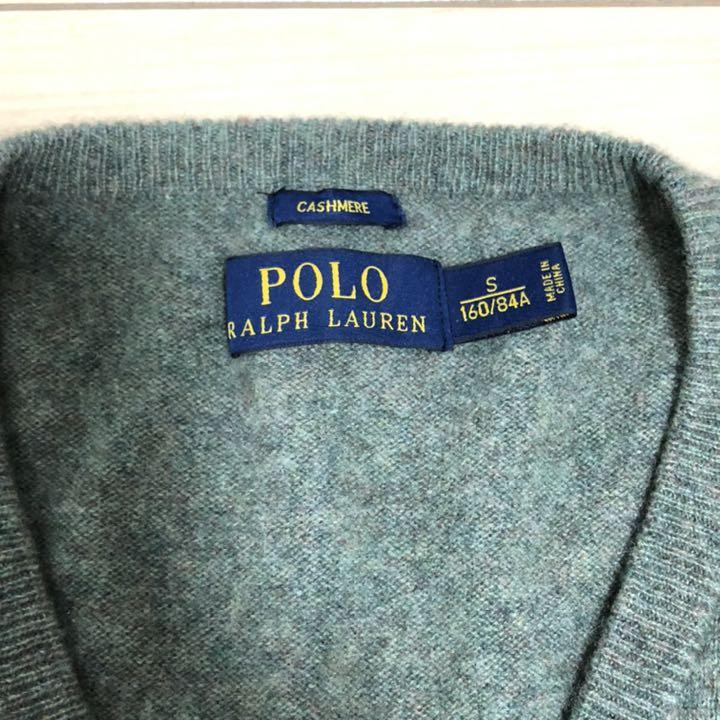 CASHMERE
POLO
RALPH LAUREN
S
160/84A
MADE IN
CHINA